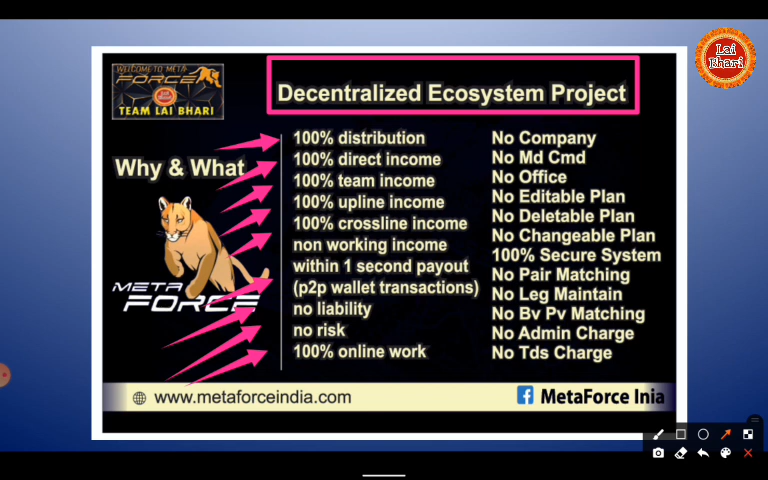 WELCOME TO META
FORCE
Lai Bhari
TEAM LAI BHARI
Decentralized Ecosystem Project
Lai
Bhari
Why & What
META
FORCE
100% distribution
100% direct income
100% team income
100% upline income
100% crossline income
non working income
within 1 second payout
(p2p wallet transactions)
no liability
no risk
100% online work
No Company
No Md Cmd
No Office
No Editable Plan
No Deletable Plan
No Changeable Plan
100% Secure System
No Pair Matching
No Leg Maintain
No Bv Pv Matching
No Admin Charge
No Tds Charge
www.metaforceindia.com
MetaForce Inia